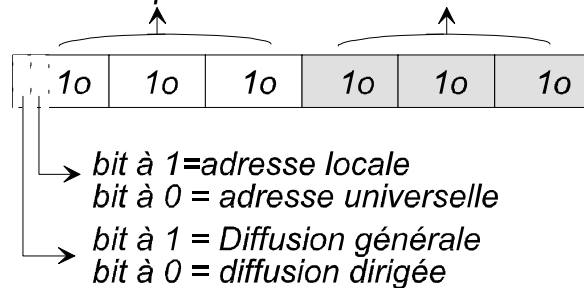 1o 1o 1o 1o 1o 1o
bit à 1=adresse locale
bit à 0 = adresse universelle
bit à 1 = Diffusion générale
bit à 0 = diffusion dirigée